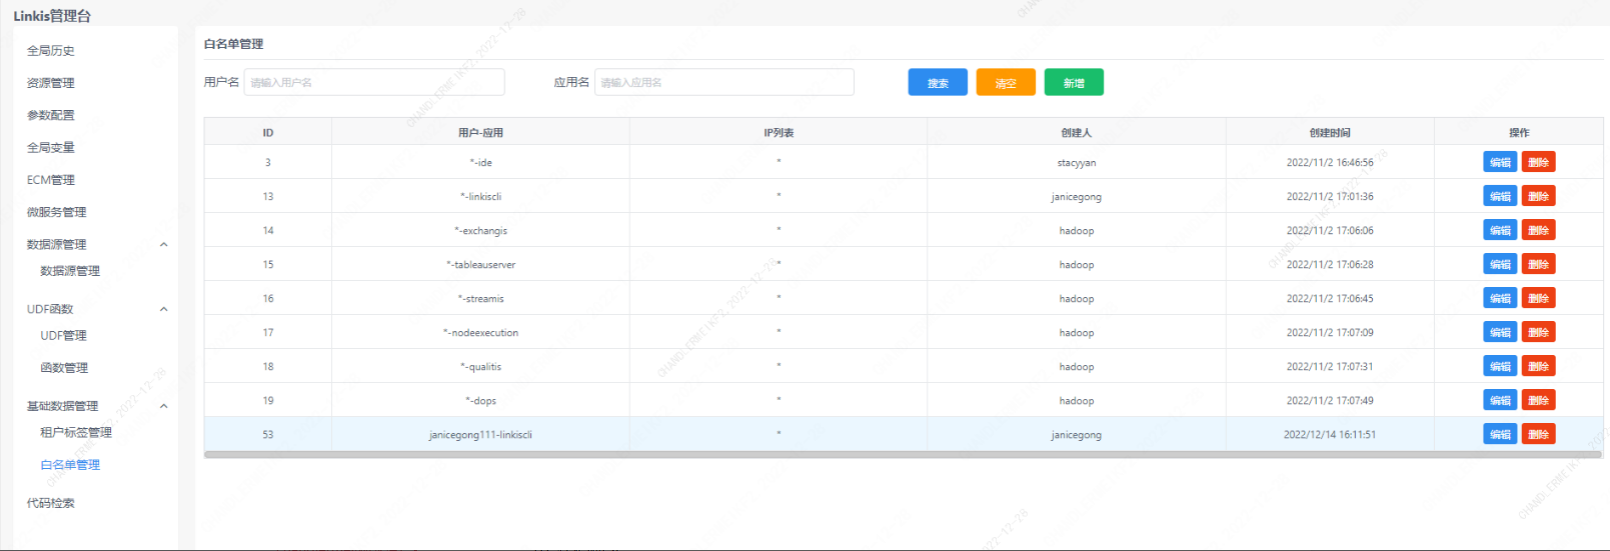 Linkis管理台
全局历史
资源管理
参数配置
全局变量
ECM管理
微服务管理
数据源管理
数据源管理
UDF函数
UDF管理
函数管理
基础数据管理
租户标签管理
白名单管理
代码检索
白名单管理
用户名 请输入用户名 应用名 请输入应用名 搜索 清空 新增
ID 用户-应用 IP列表 创建人 创建时间 操作
3 *-ide * stacyyan 2022/11/2 16:46:56 编辑 删除
13 *-linkiscli * janicegong 2022/11/2 17:01:36 编辑 删除
14 *-exchangis * hadoop 2022/11/2 17:06:06 编辑 删除
15 *-tableauserver * hadoop 2022/11/2 17:06:28 编辑 删除
16 *-streamis * hadoop 2022/11/2 17:06:45 编辑 删除
17 *-nodeexecution * hadoop 2022/11/2 17:07:09 编辑 删除
18 *-qualitis * hadoop 2022/11/2 17:07:31 编辑 删除
19 *-dops * hadoop 2022/11/2 17:07:49 编辑 删除
53 janicegong111-linkiscli * janicegong 2022/12/14 16:11:51 编辑 删除